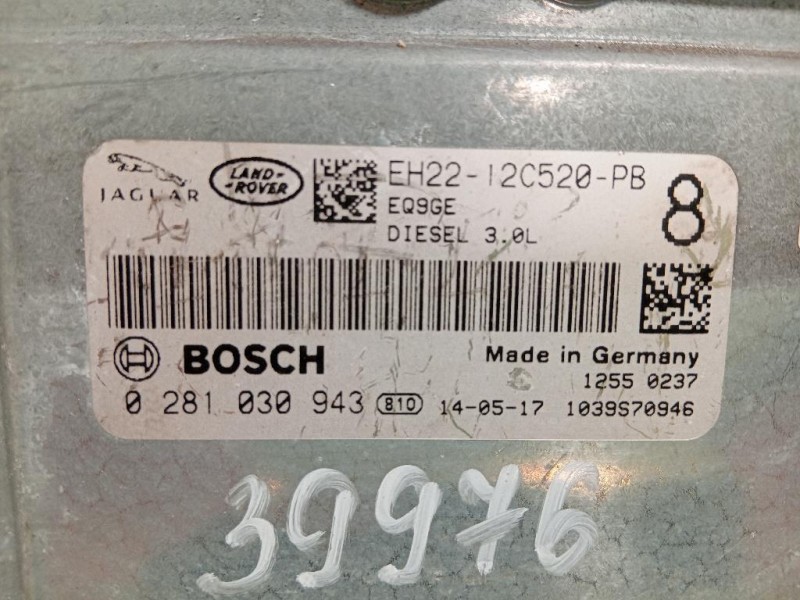 JAGUAR
LAND-
-ROVER
EH22-12C520-PB
EQ9GE
DIESEL 3.0L
8
BOSCH
Made in Germany
1255 0237
0 281 030 943 810 14-05-17 1039S70946
39976